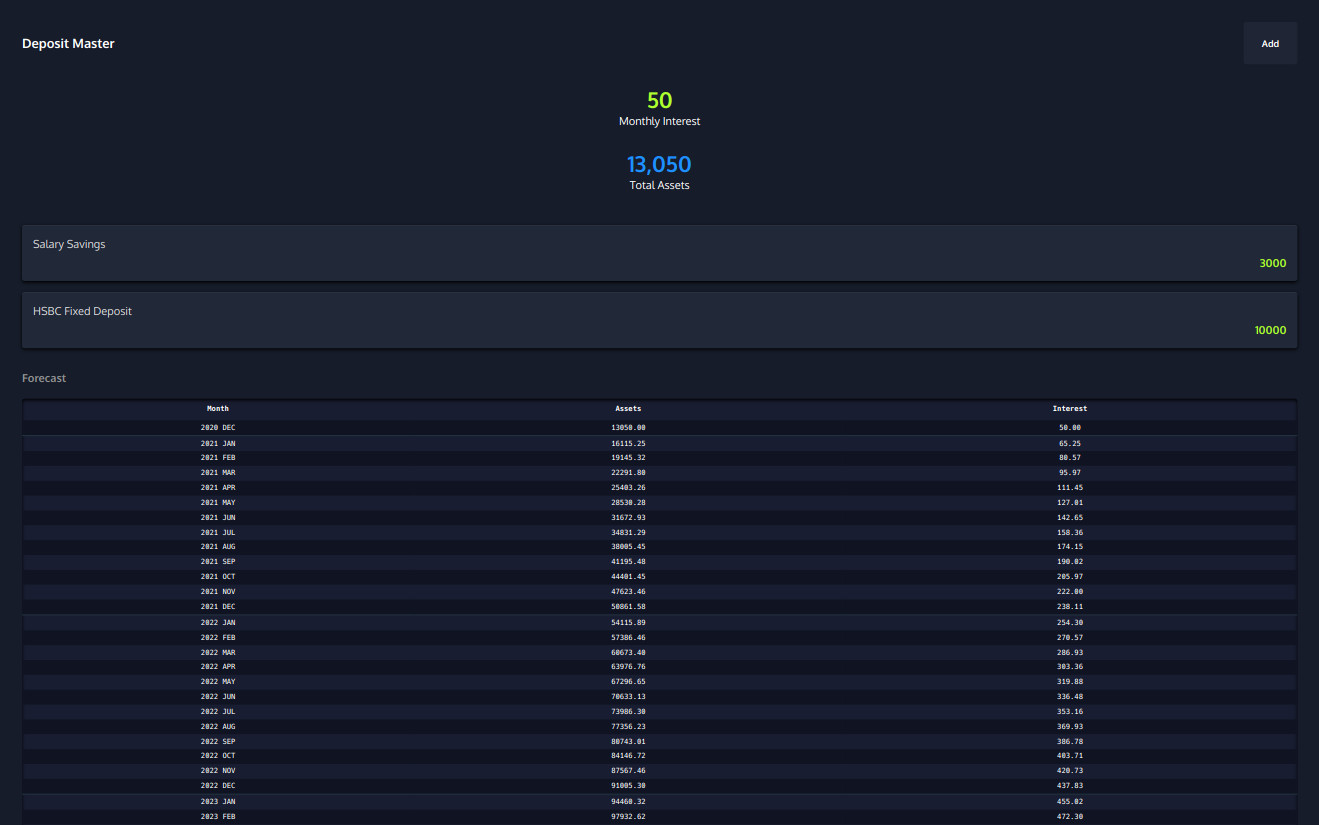 Deposit Master
Add
50
Monthly Interest
13,050
Total Assets
Salary Savings
3000
HSBC Fixed Deposit
10000
Forecast
Month Assets Interest
2020 DEC 13050.00 50.00
2021 JAN 16115.25 65.25
2021 FEB 19145.32 80.57
2021 MAR 22291.80 95.97
2021 APR 25403.26 111.45
2021 MAY 28530.28 127.01
2021 JUN 31672.93 142.65
2021 JUL 34831.29 158.36
2021 AUG 38005.45 174.15
2021 SEP 41195.48 190.02
2021 OCT 44401.45 205.97
2021 NOV 47623.46 222.00
2021 DEC 50861.58 238.11
2022 JAN 54115.89 254.30
2022 FEB 57386.46 270.57
2022 MAR 60673.40 286.93
2022 APR 63976.76 303.36
2022 MAY 67296.65 319.88
2022 JUN 70633.13 336.48
2022 JUL 73986.30 353.16
2022 AUG 77356.23 369.93
2022 SEP 80743.01 386.78
2022 OCT 84146.72 403.71
2022 NOV 87567.46 420.73
2022 DEC 91005.30 437.83
2023 JAN 94460.32 455.02
2023 FEB 97932.62 472.30